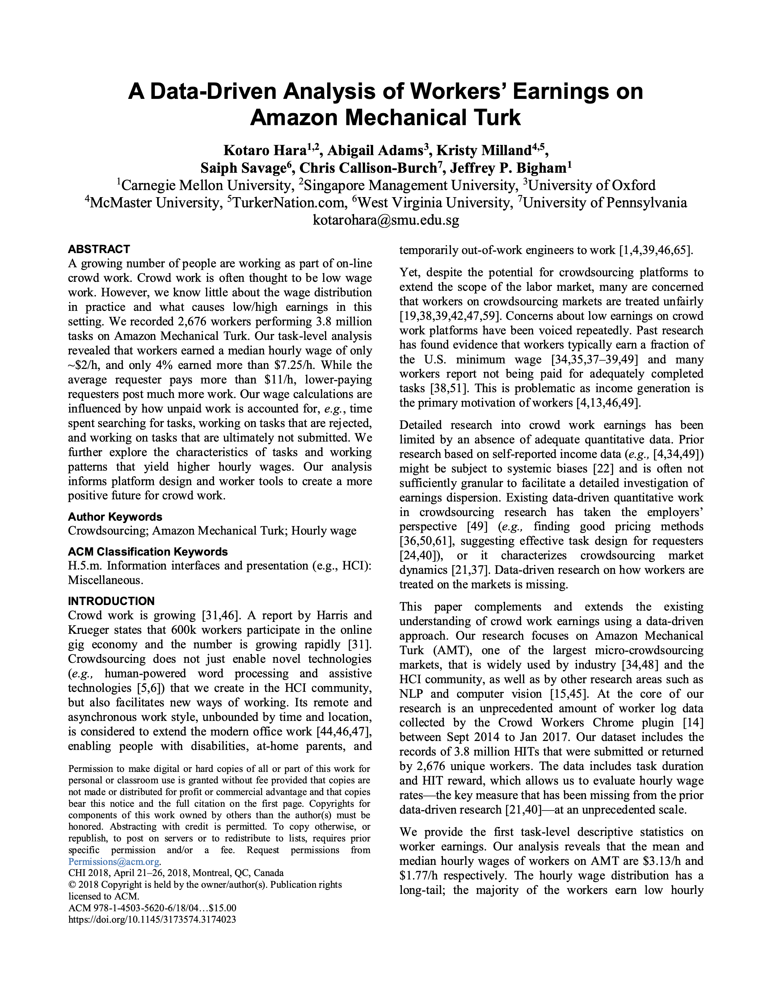 A Data-Driven Analysis of Workers’ Earnings on
Amazon Mechanical Turk
Kotaro Hara1,2, Abigail Adams3, Kristy Milland4,5,
Saiph Savage6, Chris Callison-Burch7, Jeffrey P. Bigham1
1Carnegie Mellon University, 2Singapore Management University, 3University of Oxford
4McMaster University, 5TurkerNation.com, 6West Virginia University, 7University of Pennsylvania
kotarohara@smu.edu.sg
ABSTRACT
A growing number of people are working as part of on-line
crowd work. Crowd work is often thought to be low wage
work. However, we know little about the wage distribution
in practice and what causes low/high earnings in this
setting. We recorded 2,676 workers performing 3.8 million
tasks on Amazon Mechanical Turk. Our task-level analysis
revealed that workers earned a median hourly wage of only
~$2/h, and only 4% earned more than $7.25/h. While the
average requester pays more than $11/h, lower-paying
requesters post much more work. Our wage calculations are
influenced by how unpaid work is accounted for, e.g., time
spent searching for tasks, working on tasks that are rejected,
and working on tasks that are ultimately not submitted. We
further explore the characteristics of tasks and working
patterns that yield higher hourly wages. Our analysis
informs platform design and worker tools to create a more
positive future for crowd work.
Author Keywords
Crowdsourcing; Amazon Mechanical Turk; Hourly wage
ACM Classification Keywords
H.5.m. Information interfaces and presentation (e.g., HCI):
Miscellaneous.
INTRODUCTION
Crowd work is growing [31,46]. A report by Harris and
Krueger states that 600k workers participate in the online
gig economy and the number is growing rapidly [31].
Crowdsourcing does not just enable novel technologies
(e.g., human-powered word processing and assistive
technologies [5,6]) that we create in the HCI community,
but also facilitates new ways of working. Its remote and
asynchronous work style, unbounded by time and location,
is considered to extend the modern office work [44,46,47],
enabling people with disabilities, at-home parents, and
Permission to make digital or hard copies of all or part of this work for
personal or classroom use is granted without fee provided that copies are
not made or distributed for profit or commercial advantage and that copies
bear this notice and the full citation on the first page. Copyrights for
components of this work owned by others than the author(s) must be
honored. Abstracting with credit is permitted. To copy otherwise, or
republish, to post on servers or to redistribute to lists, requires prior
specific permission and/or a fee. Request permissions from
Permissions@acm.org.
CHI 2018, April 21–26, 2018, Montreal, QC, Canada
© 2018 Copyright is held by the owner/author(s). Publication rights
licensed to ACM.
ACM 978-1-4503-5620-6/18/04…$15.00
https://doi.org/10.1145/3173574.3174023
temporarily out-of-work engineers to work [1,4,39,46,65].
Yet, despite the potential for crowdsourcing platforms to
extend the scope of the labor market, many are concerned
that workers on crowdsourcing markets are treated unfairly
[19,38,39,42,47,59]. Concerns about low earnings on crowd
work platforms have been voiced repeatedly. Past research
has found evidence that workers typically earn a fraction of
the U.S. minimum wage [34,35,37–39,49] and many
workers report not being paid for adequately completed
tasks [38,51]. This is problematic as income generation is
the primary motivation of workers [4,13,46,49].
Detailed research into crowd work earnings has been
limited by an absence of adequate quantitative data. Prior
research based on self-reported income data (e.g., [4,34,49])
might be subject to systemic biases [22] and is often not
sufficiently granular to facilitate a detailed investigation of
earnings dispersion. Existing data-driven quantitative work
in crowdsourcing research has taken the employers’
perspective [49] (e.g., finding good pricing methods
[36,50,61], suggesting effective task design for requesters
[24,40]), or it characterizes crowdsourcing market
dynamics [21,37]. Data-driven research on how workers are
treated on the markets is missing.
This paper complements and extends the existing
understanding of crowd work earnings using a data-driven
approach. Our research focuses on Amazon Mechanical
Turk (AMT), one of the largest micro-crowdsourcing
markets, that is widely used by industry [34,48] and the
HCI community, as well as by other research areas such as
NLP and computer vision [15,45]. At the core of our
research is an unprecedented amount of worker log data
collected by the Crowd Workers Chrome plugin [14]
between Sept 2014 to Jan 2017. Our dataset includes the
records of 3.8 million HITs that were submitted or returned
by 2,676 unique workers. The data includes task duration
and HIT reward, which allows us to evaluate hourly wage
rates—the key measure that has been missing from the prior
data-driven research [21,40]—at an unprecedented scale.
We provide the first task-level descriptive statistics on
worker earnings. Our analysis reveals that the mean and
median hourly wages of workers on AMT are $3.13/h and
$1.77/h respectively. The hourly wage distribution has a
long-tail; the majority of the workers earn low hourly